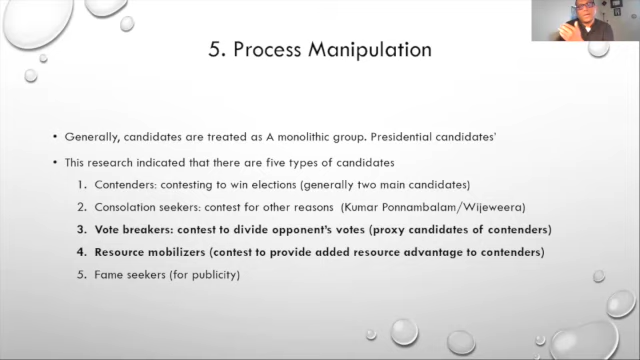 5. Process Manipulation
• Generally, candidates are treated as A monolithic group. Presidential candidates'
• This research indicated that there are five types of candidates
1. Contenders: contesting to win elections (generally two main candidates)
2. Consolation seekers: contest for other reasons (Kumar Ponnambalam/Wijeweera)
3. Vote breakers: contest to divide opponent's votes (proxy candidates of contenders)
4. Resource mobilizers (contest to provide added resource advantage to contenders)
5. Fame seekers (for publicity)